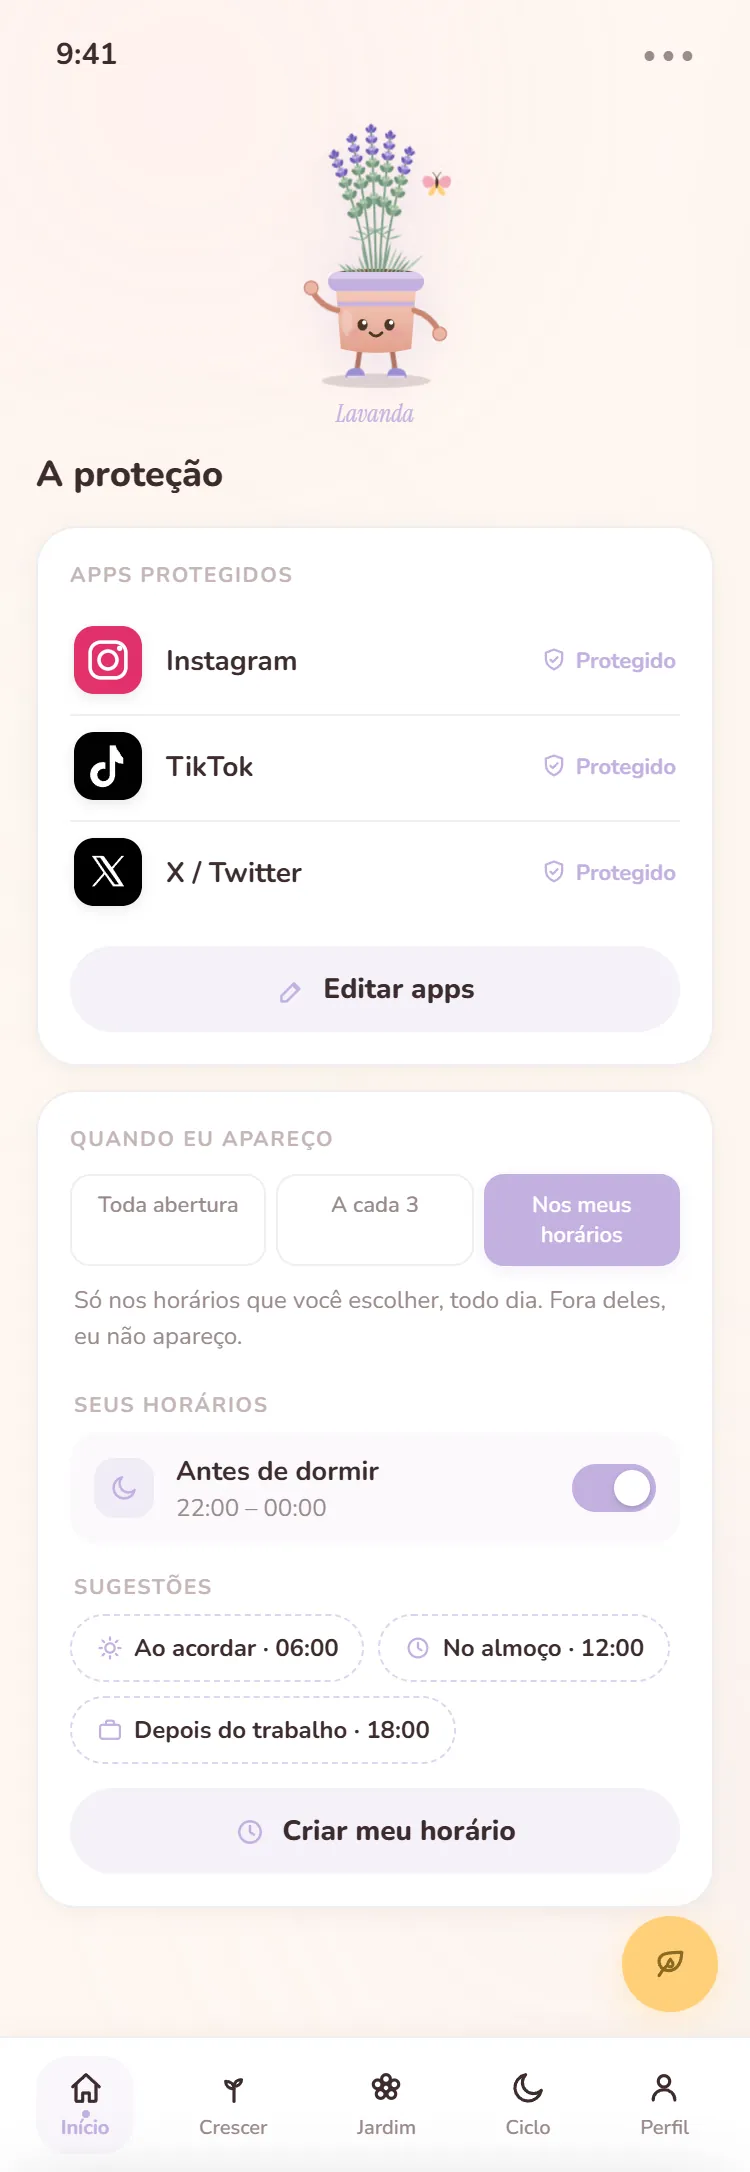 9:41
Lavanda
A proteção
APPS PROTEGIDOS
Instagram
Protegido
TikTok
Protegido
X / Twitter
Protegido
Editar apps
QUANDO EU APAREÇO
Toda abertura
A cada 3
Nos meus
horários
Só nos horários que você escolher, todo dia. Fora deles,
eu não apareço.
SEUS HORÁRIOS
Antes de dormir
22:00 – 00:00
SUGESTÕES
Ao acordar · 06:00
No almoço · 12:00
Depois do trabalho · 18:00
Criar meu horário
Início
Crescer
Jardim
Ciclo
Perfil